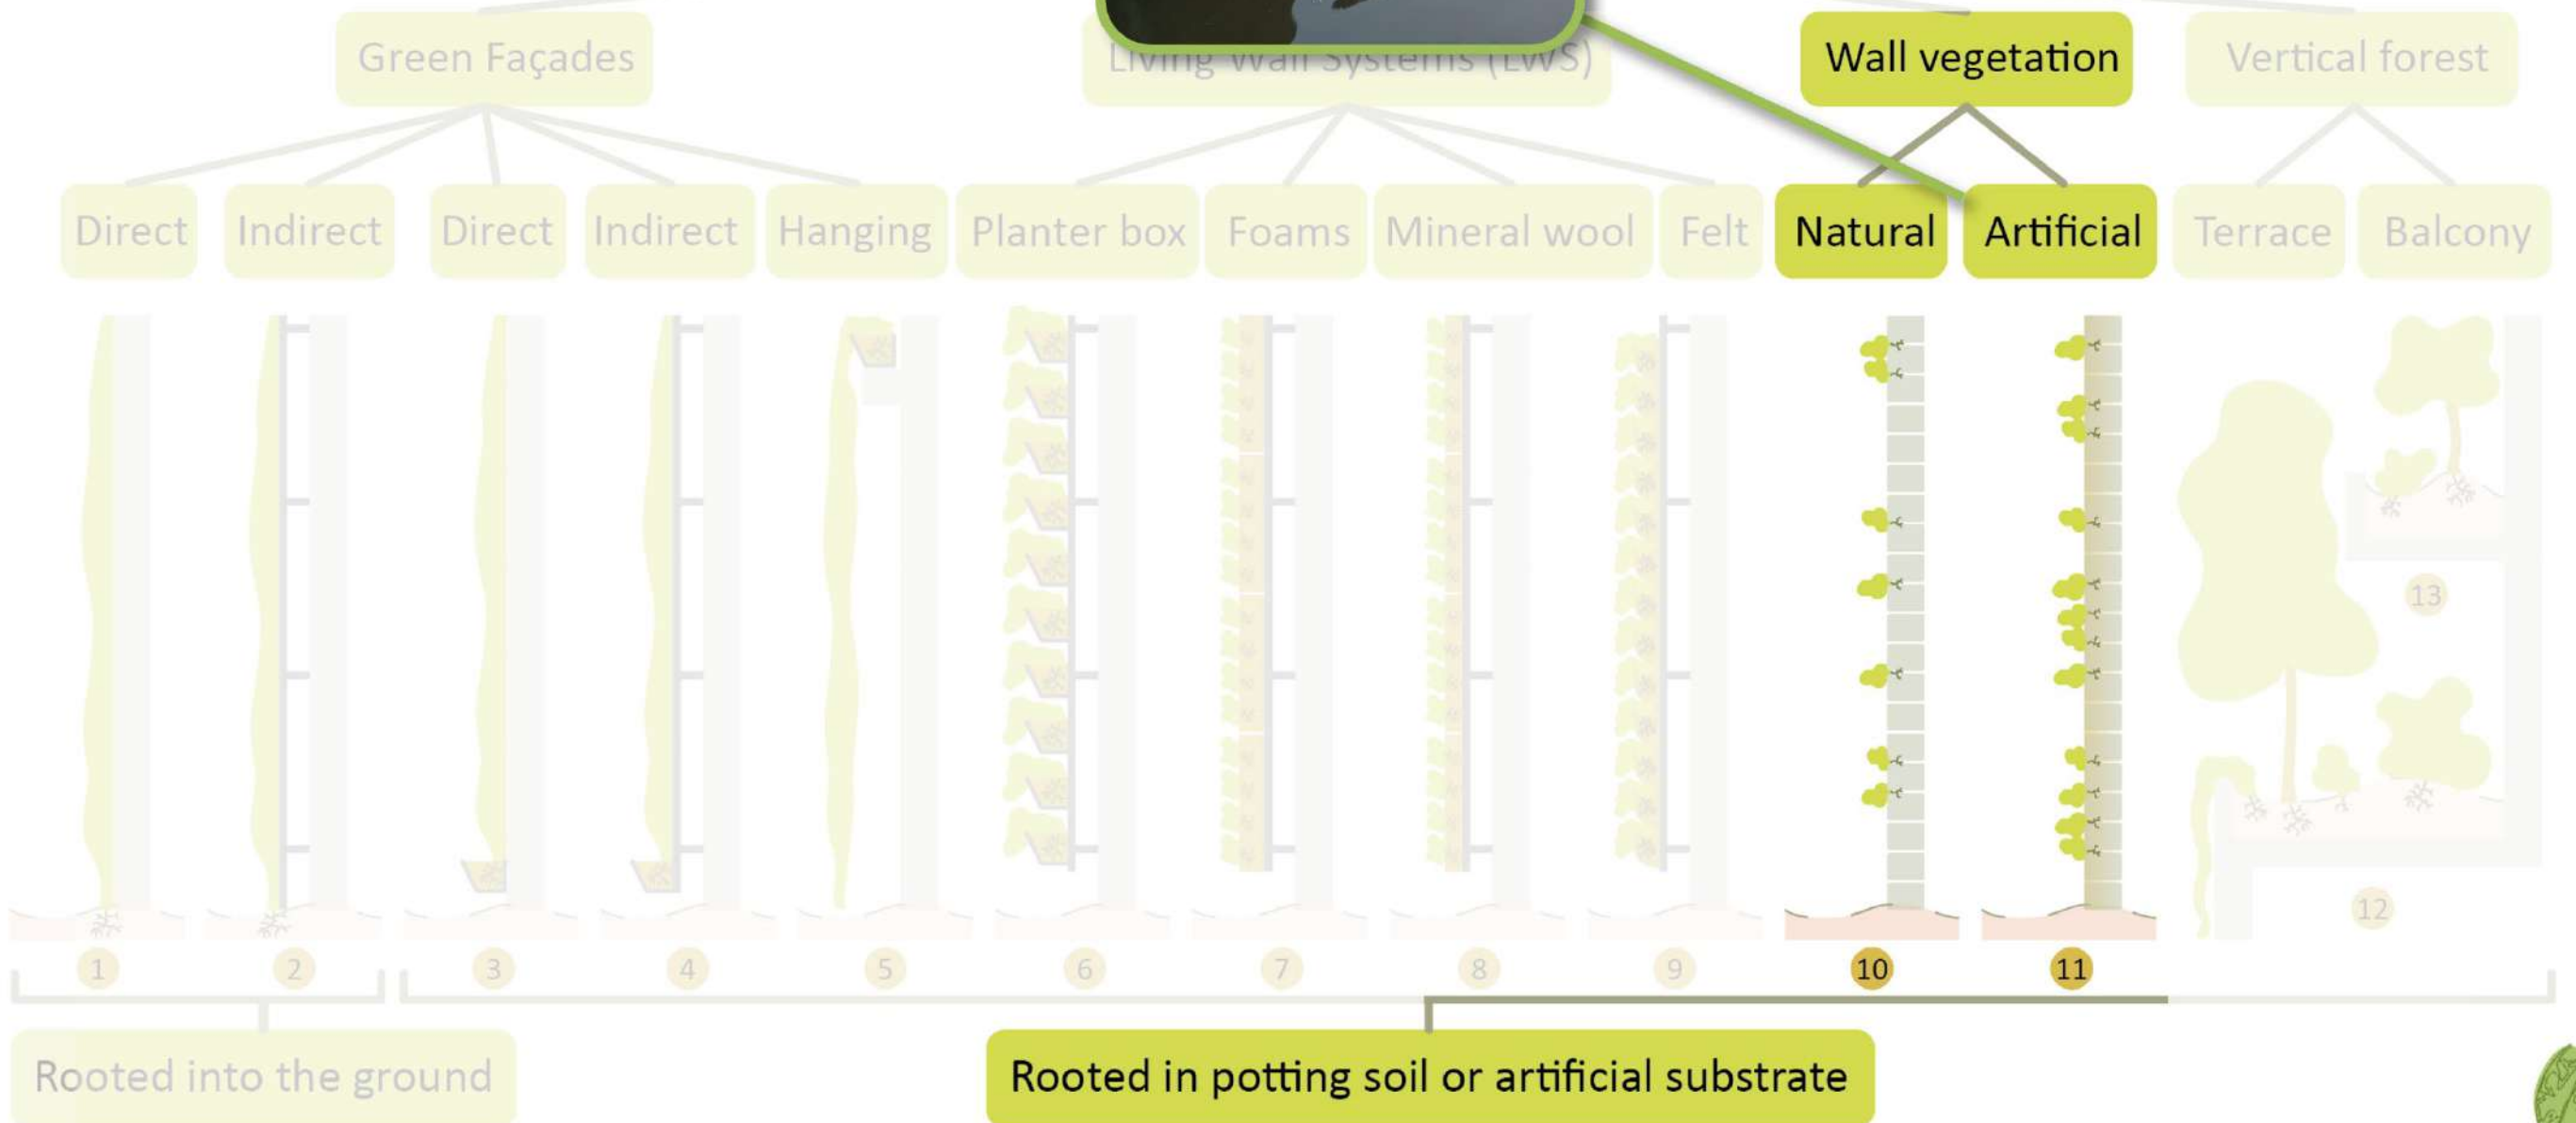 Green Façades
Living Wall Systems (LWS)
Wall vegetation
Vertical forest
Direct
Indirect
Direct
Indirect
Hanging
Planter box
Foams
Mineral wool
Felt
Natural
Artificial
Terrace
Balcony
13
12
1
2
3
4
5
6
7
8
9
10
11
Rooted into the ground
Rooted in potting soil or artificial substrate